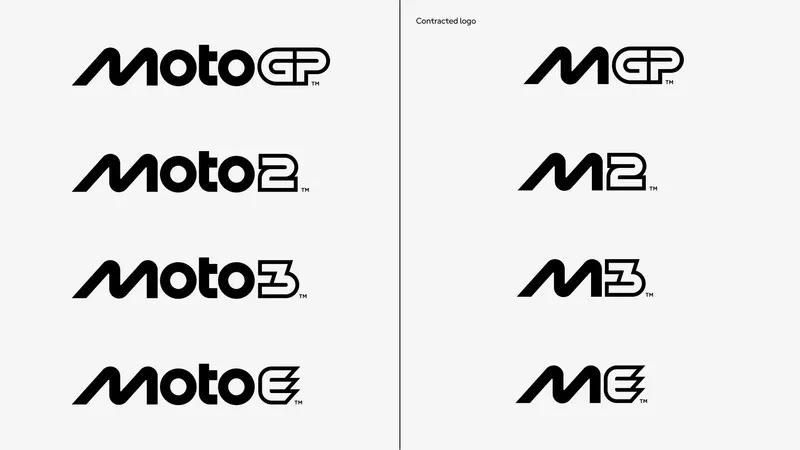 MotoGP™
Moto2™
Moto3™
MotoE™
Contracted logo
MGP™
M2™
M3™
ME™